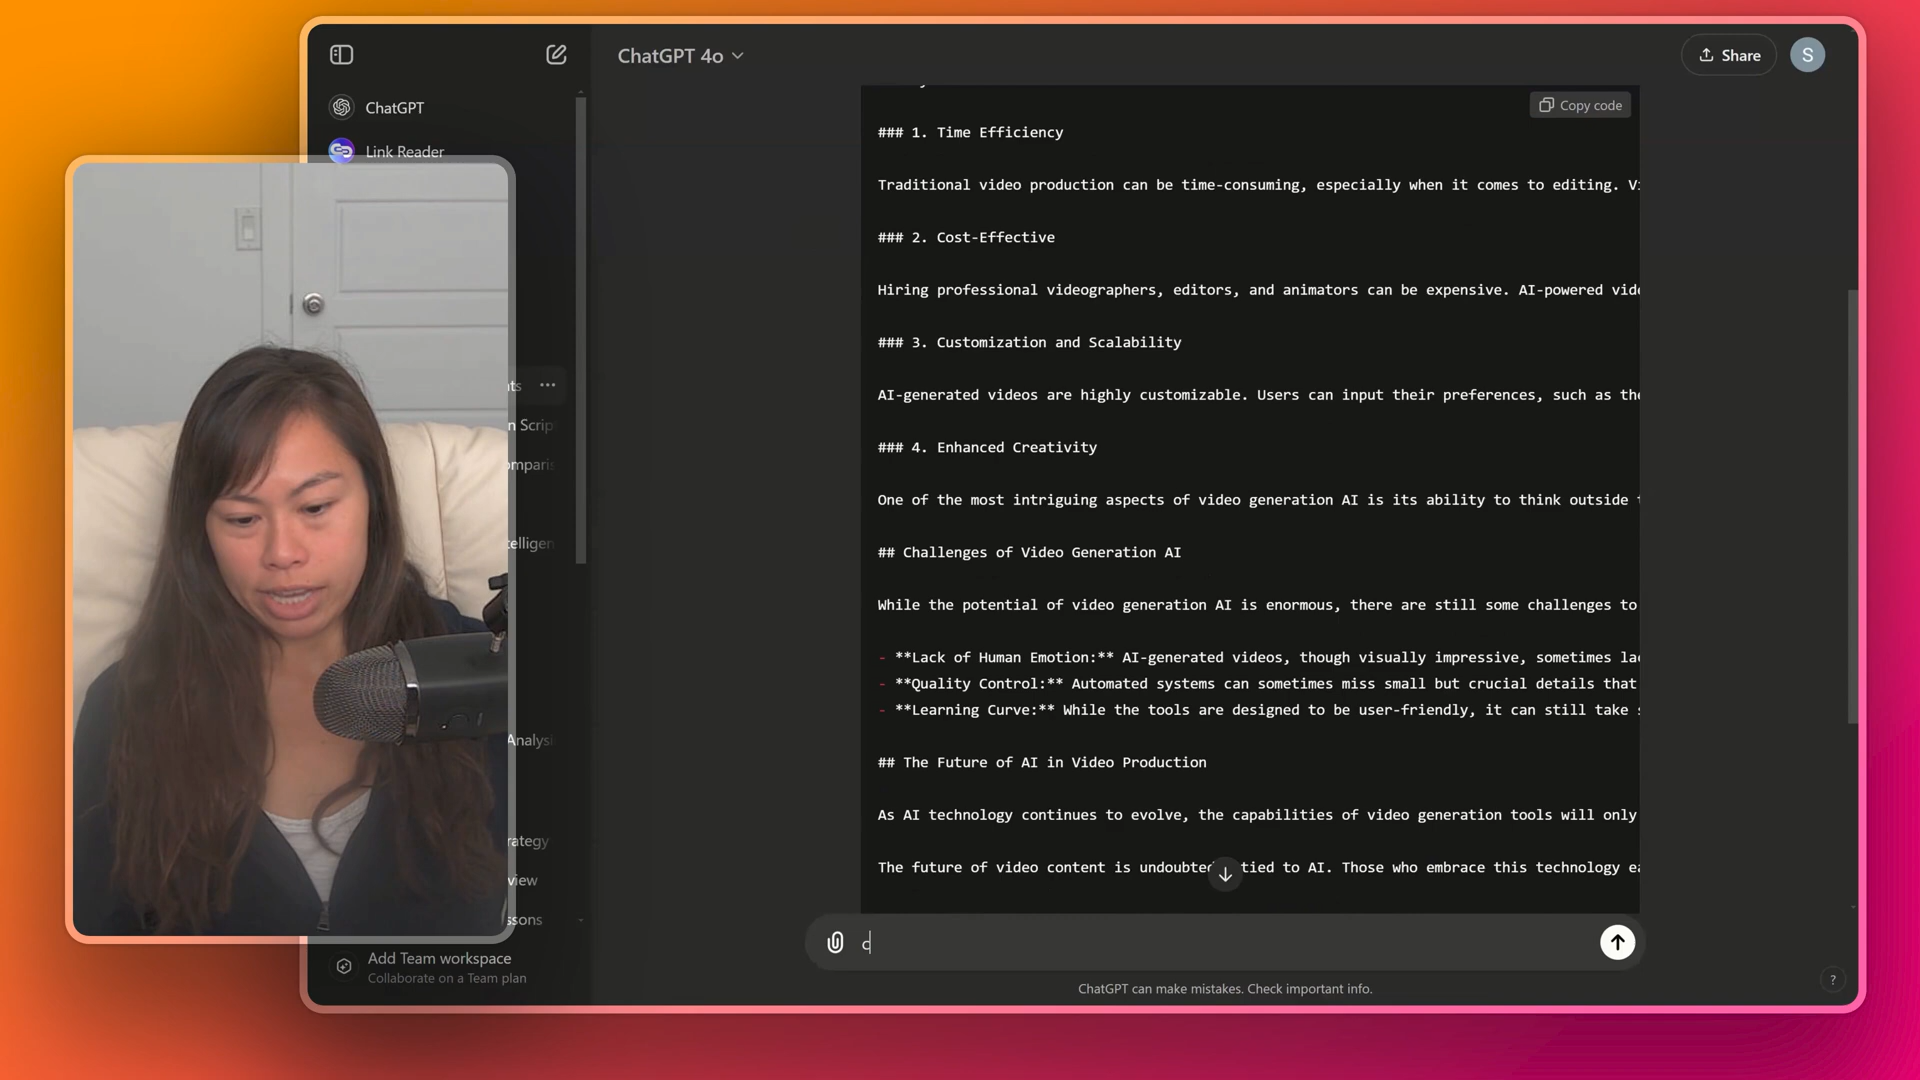 ChatGPT 4o
Share
S
ChatGPT
Link Reader
Copy code
### 1. Time Efficiency
Traditional video production can be time-consuming, especially when it comes to editing.
### 2. Cost-Effective
Hiring professional videographers, editors, and animators can be expensive. AI-powered
### 3. Customization and Scalability
AI-generated videos are highly customizable. Users can input their preferences, such as
### 4. Enhanced Creativity
One of the most intriguing aspects of video generation AI is its ability to think outside
## Challenges of Video Generation AI
While the potential of video generation AI is enormous, there are still some challenges to
- **Lack of Human Emotion:** AI-generated videos, though visually impressive, sometimes
- **Quality Control:** Automated systems can sometimes miss small but crucial details that
- **Learning Curve:** While the tools are designed to be user-friendly, it can still take
## The Future of AI in Video Production
As AI technology continues to evolve, the capabilities of video generation tools will only
The future of video content is tied to AI. Those who embrace this technology
c
Add Team workspace
Collaborate on a Team plan
ChatGPT can make mistakes. Check important info.
?